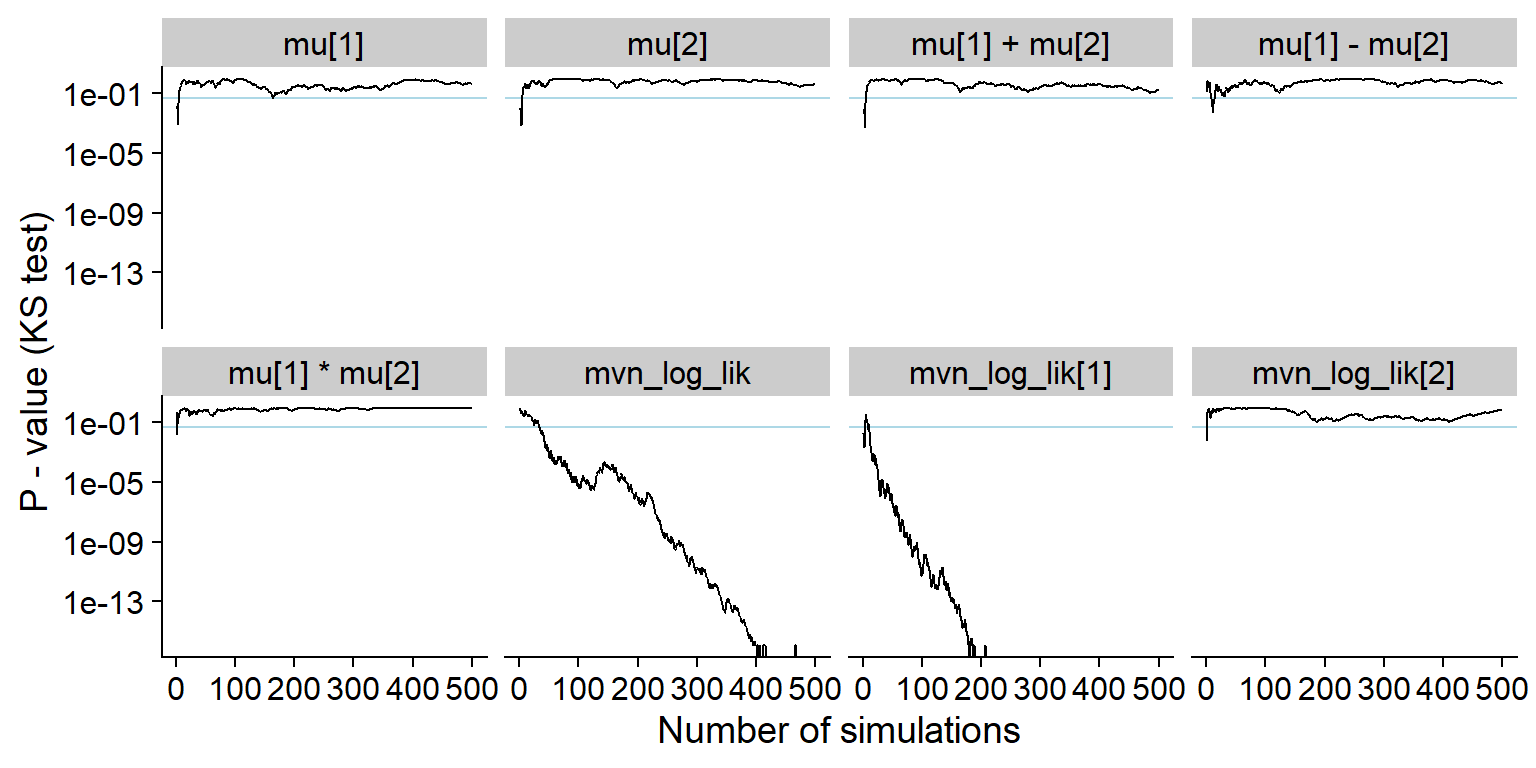 mu[1] mu[2] mu[1] + mu[2] mu[1] - mu[2]
1e-01
1e-05
1e-09
1e-13
P - value (KS test)
mu[1] * mu[2] mvn_log_lik mvn_log_lik[1] mvn_log_lik[2]
1e-01
1e-05
1e-09
1e-13
0 100 200 300 400 500 0 100 200 300 400 500 0 100 200 300 400 500 0 100 200 300 400 500
Number of simulations